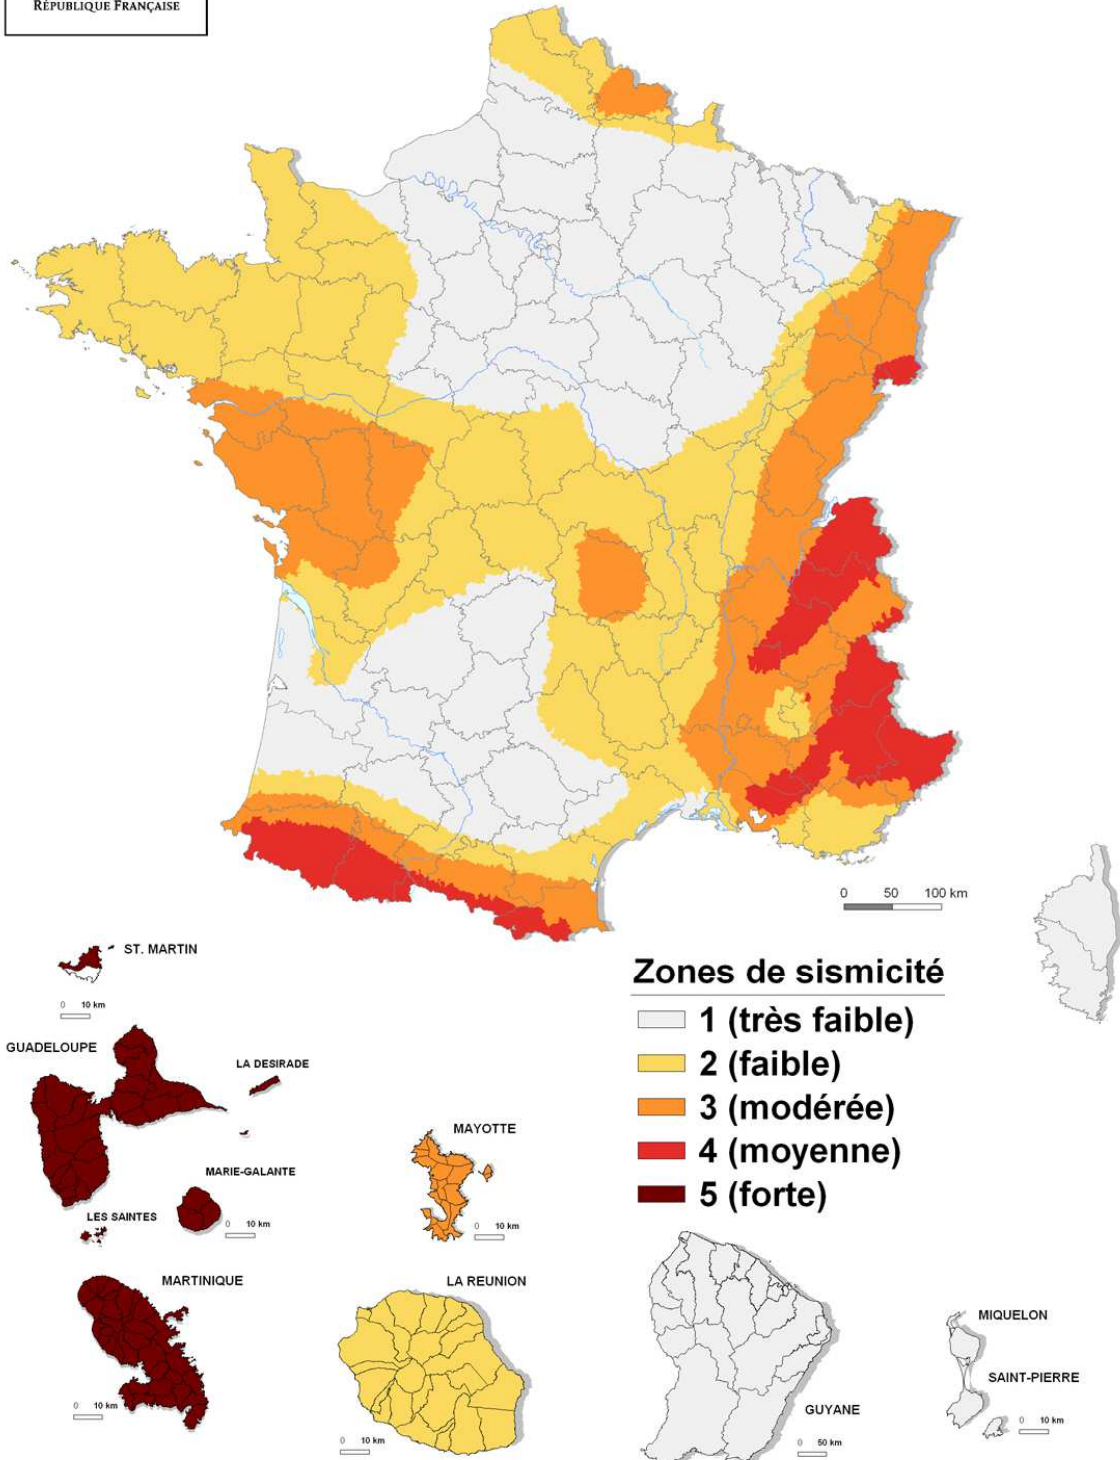 RÉPUBLIQUE FRANÇAISE
0 50 100 km
ST. MARTIN
0 10 km
Zones de sismicité
1 (très faible)
2 (faible)
3 (modérée)
4 (moyenne)
5 (forte)
GUADELOUPE
LA DESIRADE
MARIE-GALANTE
LES SAINTES
0 10 km
MAYOTTE
0 10 km
MARTINIQUE
0 10 km
LA REUNION
0 10 km
GUYANE
0 50 km
MIQUELON
SAINT-PIERRE
0 10 km